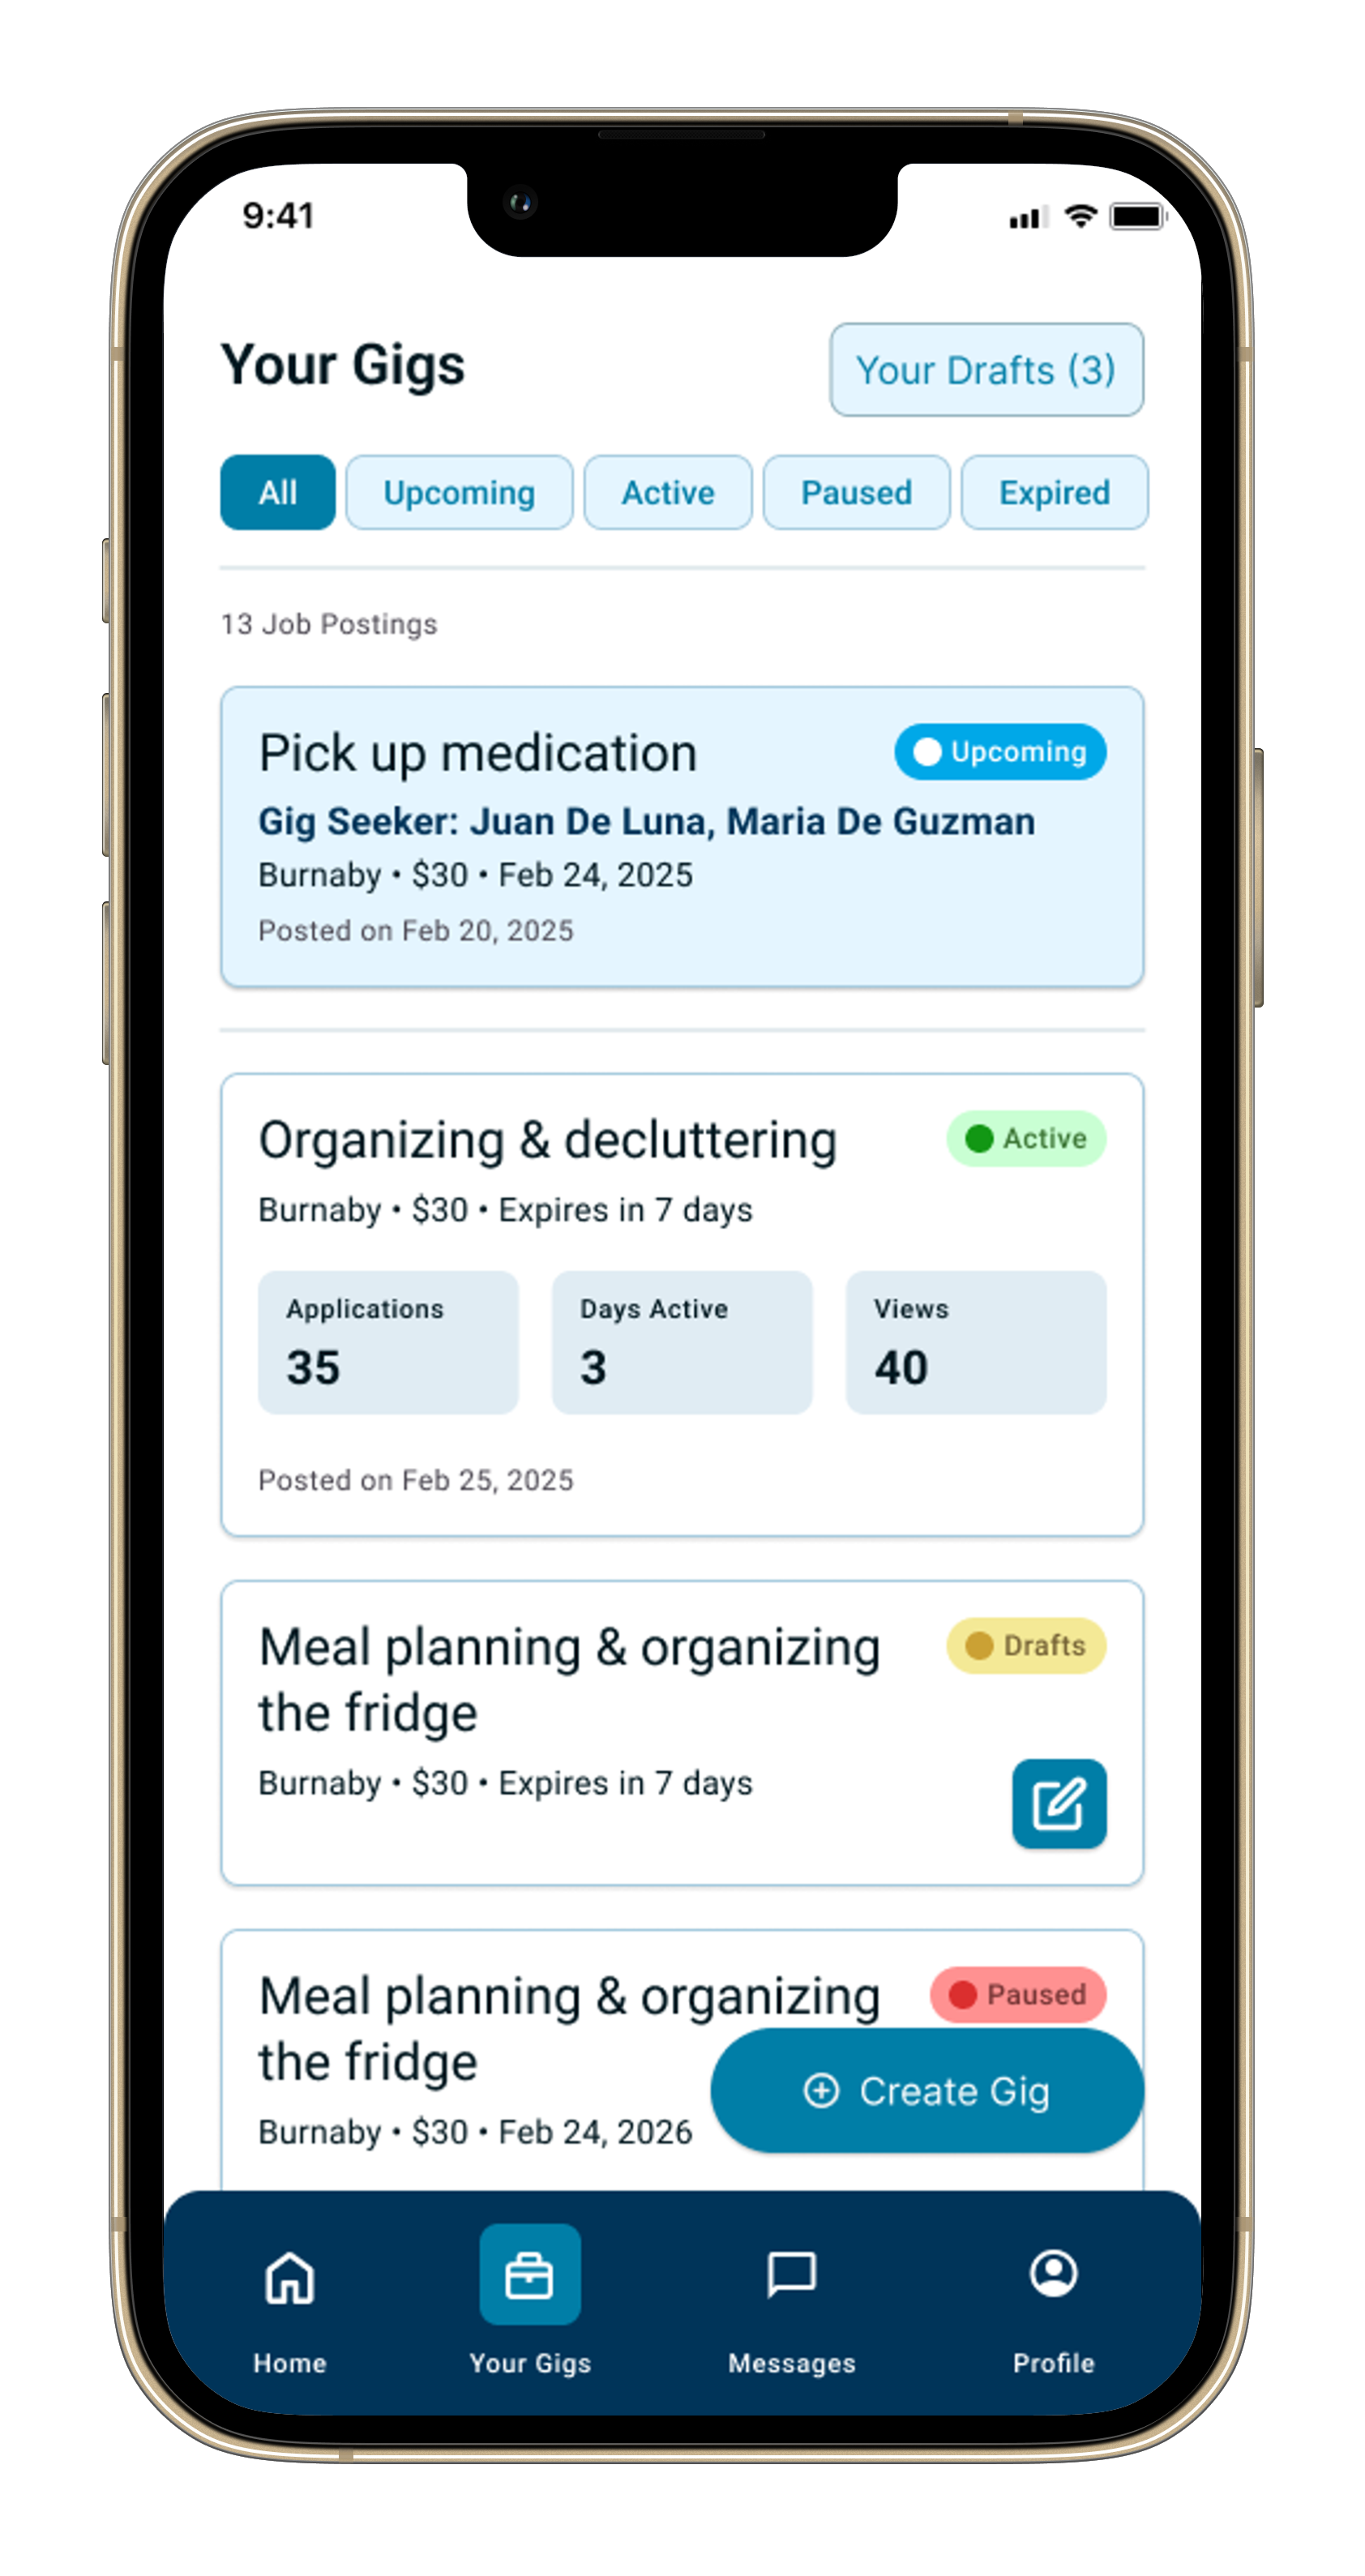 9:41
Your Gigs
Your Drafts (3)
All
Upcoming
Active
Paused
Expired
13 Job Postings
Pick up medication
Upcoming
Gig Seeker: Juan De Luna, Maria De Guzman
Burnaby • $30 • Feb 24, 2025
Posted on Feb 20, 2025
Organizing & decluttering
Active
Burnaby • $30 • Expires in 7 days
Applications
35
Days Active
3
Views
40
Posted on Feb 25, 2025
Meal planning & organizing
the fridge
Drafts
Burnaby • $30 • Expires in 7 days
Meal planning & organizing
the fridge
Paused
Burnaby • $30 • Feb 24, 2026
Create Gig
Home
Your Gigs
Messages
Profile